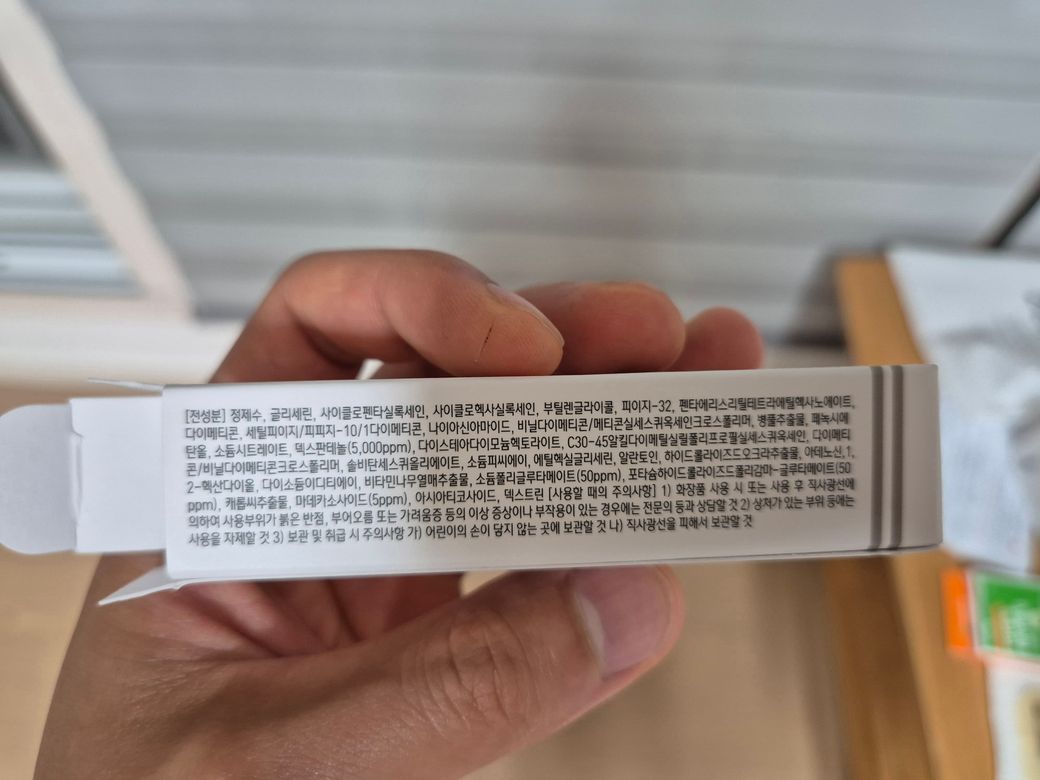 [전성분] 정제수, 글리세린, 사이클로펜타실록세인, 사이클로헥사실록세인, 부틸렌글라이콜, 피이지-32, 펜타에리스리틸테트라에틸헥사노에이트,
다이메티콘, 세틸피이지/피피지-10/1다이메티콘, 나이아신아마이드, 비닐다이메티콘/메티콘실세스퀴옥세인크로스폴리머, 병풀추출물, 페녹시에
탄올, 소듐시트레이트, 덱스판테놀(5,000ppm), 다이스테아다이모늄헥토라이트, C30-45알킬다이메틸실릴폴리프로필실세스퀴옥세인, 다이메티
콘/비닐다이메티콘크로스폴리머, 솔비탄세스퀴올리에이트, 소듐피씨에이, 에틸헥실글리세린, 알란토인, 하이드롤라이즈드오크라추출물, 아데노신, 1,
2-헥산다이올, 다이소듐이디티에이, 비타민나무열매추출물, 소듐폴리글루타메이트(50ppm), 포타슘하이드롤라이즈드폴리감마-글루타메이트(50
ppm), 캐롭씨추출물, 마데카소사이드(5ppm), 아시아티코사이드, 덱스트린 [사용할 때의 주의사항] 1) 화장품 사용 시 또는 사용 후 직사광선에
의하여 사용부위가 붉은 반점, 부어오름 또는 가려움증 등의 이상 증상이나 부작용이 있는 경우에는 전문의 등과 상담할 것 2) 상처가 있는 부위 등에는
사용을 자제할 것 3) 보관 및 취급 시 주의사항 가) 어린이의 손이 닿지 않는 곳에 보관할 것 나) 직사광선을 피해서 보관할 것